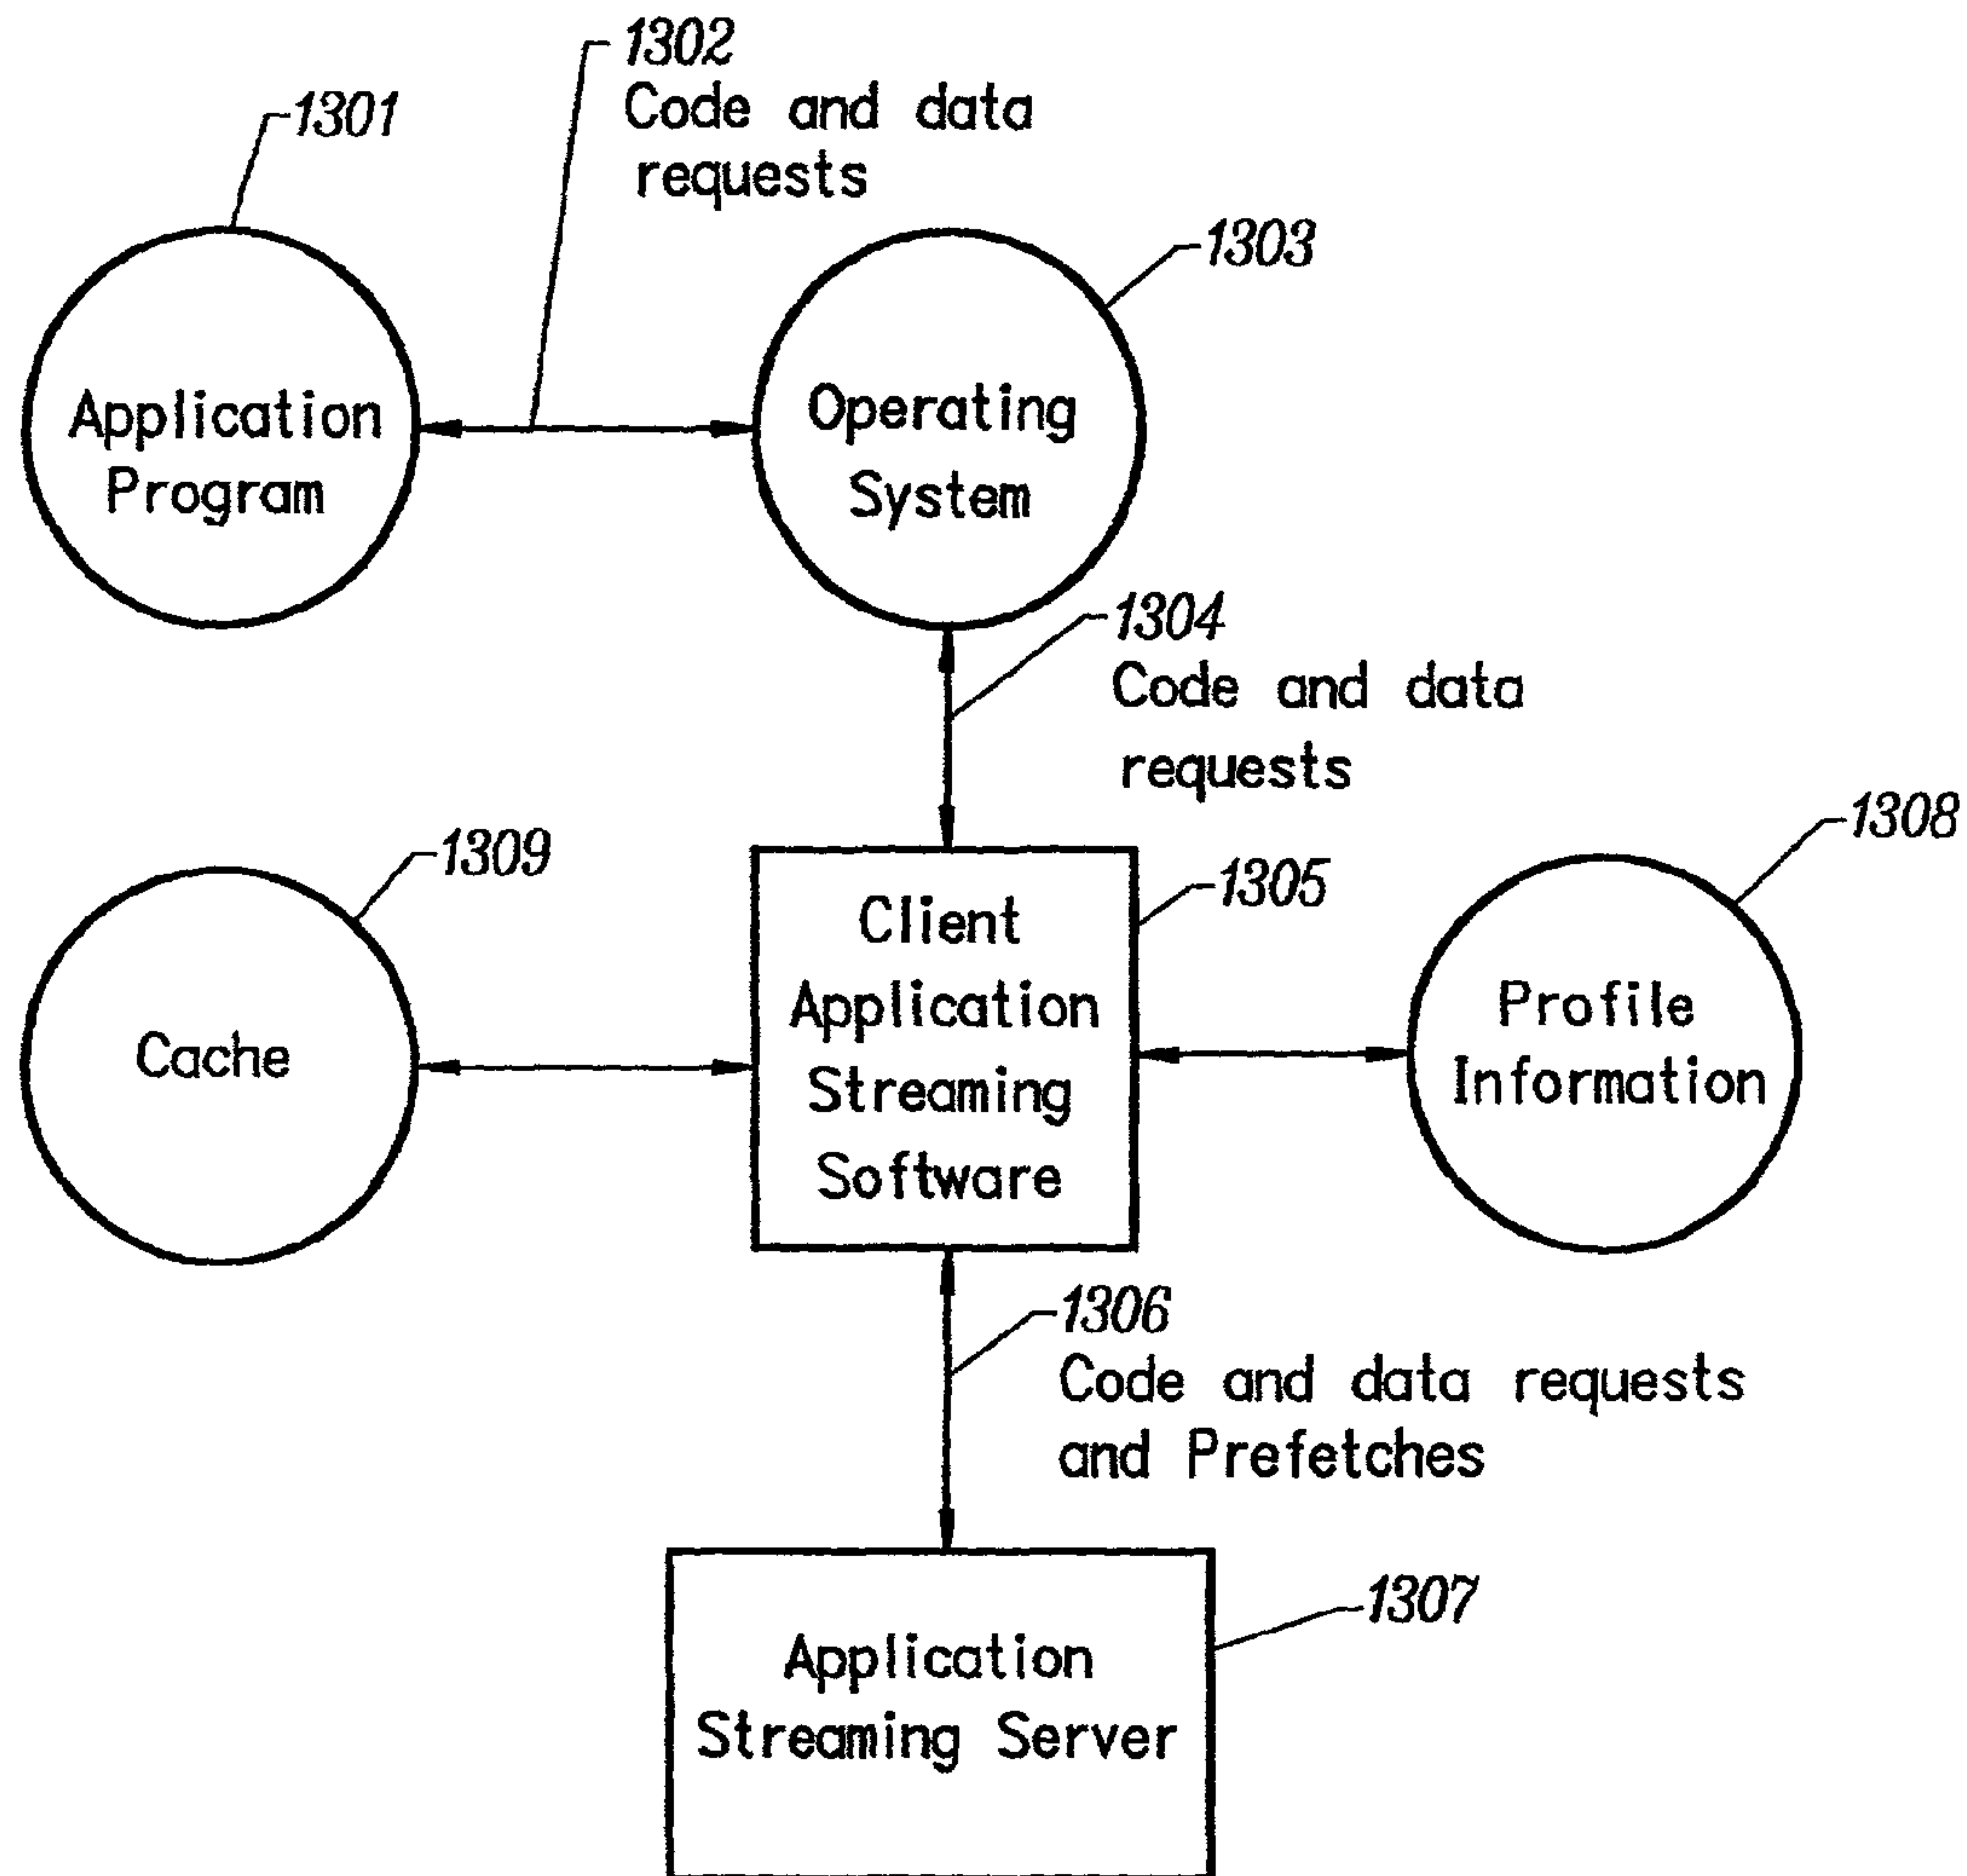 1302
Code and data
requests
1301
1303
Application
Program
Operating
System
1304
Code and data
requests
1309
1308
1305
Cache
Client
Application
Streaming
Software
Profile
Information
1306
Code and data requests
and Prefetches
1307
Application
Streaming Server